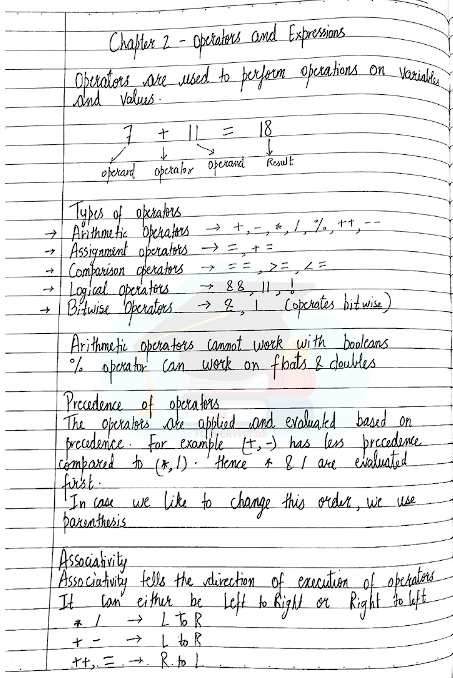 Chapter 2 - Operators and Expressions
Operators are used to perform operations on variables
and values.
7 + 11 = 18
operand operator operand Result
Types of operators
→ Arithmetic Operators → +, -, *, /, %, ++, --
→ Assignment operators → =, +=
→ Comparison operators → ==, >=, <=
→ Logical operators → &&, ||, !
→ Bitwise Operators → &, | (operates bitwise)
Arithmetic operators cannot work with booleans
% operator can work on floats & doubles
Precedence of operators
The operators are applied and evaluated based on
precedence. For example (+, -) has less precedence
compared to (*, /). Hence * & / are evaluated
first.
In case we like to change this order, we use
parenthesis
Associativity
Associativity tells the direction of execution of operators
It can either be Left to Right or Right to left
* / → L to R
+ - → L to R
++, = → R to L